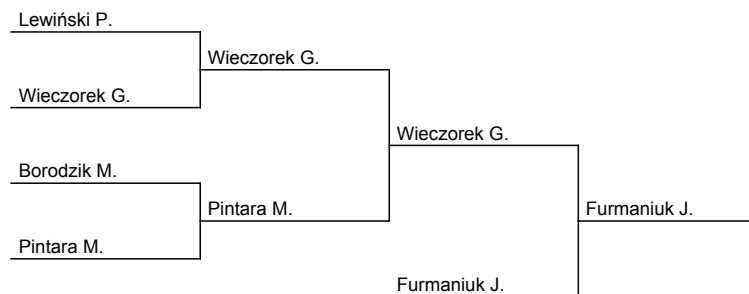 Lewiński P.
Wieczorek G.
Wieczorek G.
Wieczorek G.
Borodzik M.
Pintara M.
Furmaniuk J.
Pintara M.
Furmaniuk J.